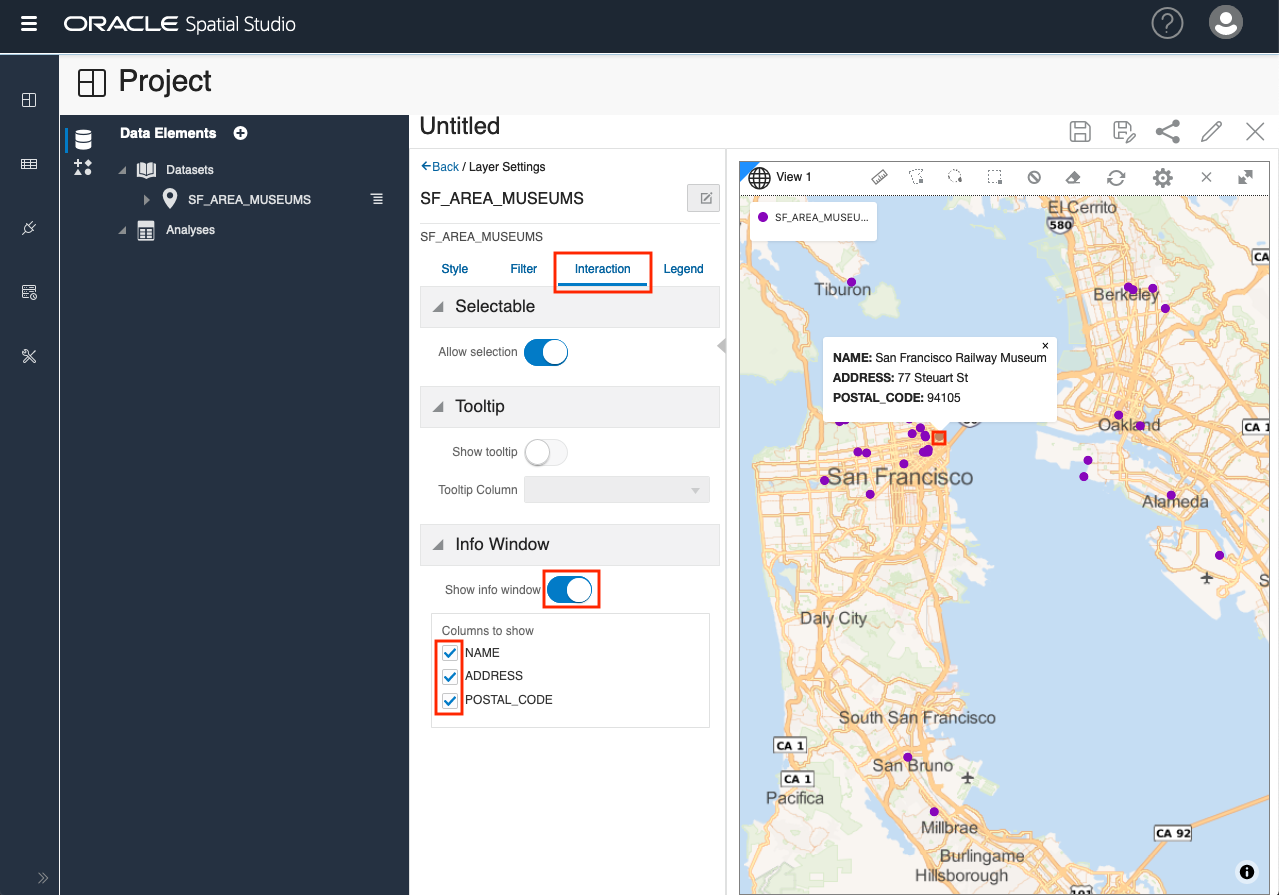 ORACLE Spatial Studio
?
Project
Data Elements
Datasets
SF_AREA_MUSEUMS
Analyses
Untitled
Back / Layer Settings
SF_AREA_MUSEUMS
SF_AREA_MUSEUMS
Style Filter Interaction Legend
Selectable
Allow selection
Tooltip
Show tooltip
Tooltip Column
Info Window
Show info window
Columns to show
NAME
ADDRESS
POSTAL_CODE
View 1
SF_AREA_MUSEU...
El Cerrito
580
CA
Tiburon
Berkeley
NAME: San Francisco Railway Museum
ADDRESS: 77 Steuart St
POSTAL_CODE: 94105
Oakland
CA 1
San Francisco
Alameda
S
Daly City
South San Francisco
CA 1
San Bruno
CA 1
Pacifica
Millbrae
CA 92
Burlingame
Hillsborough
101